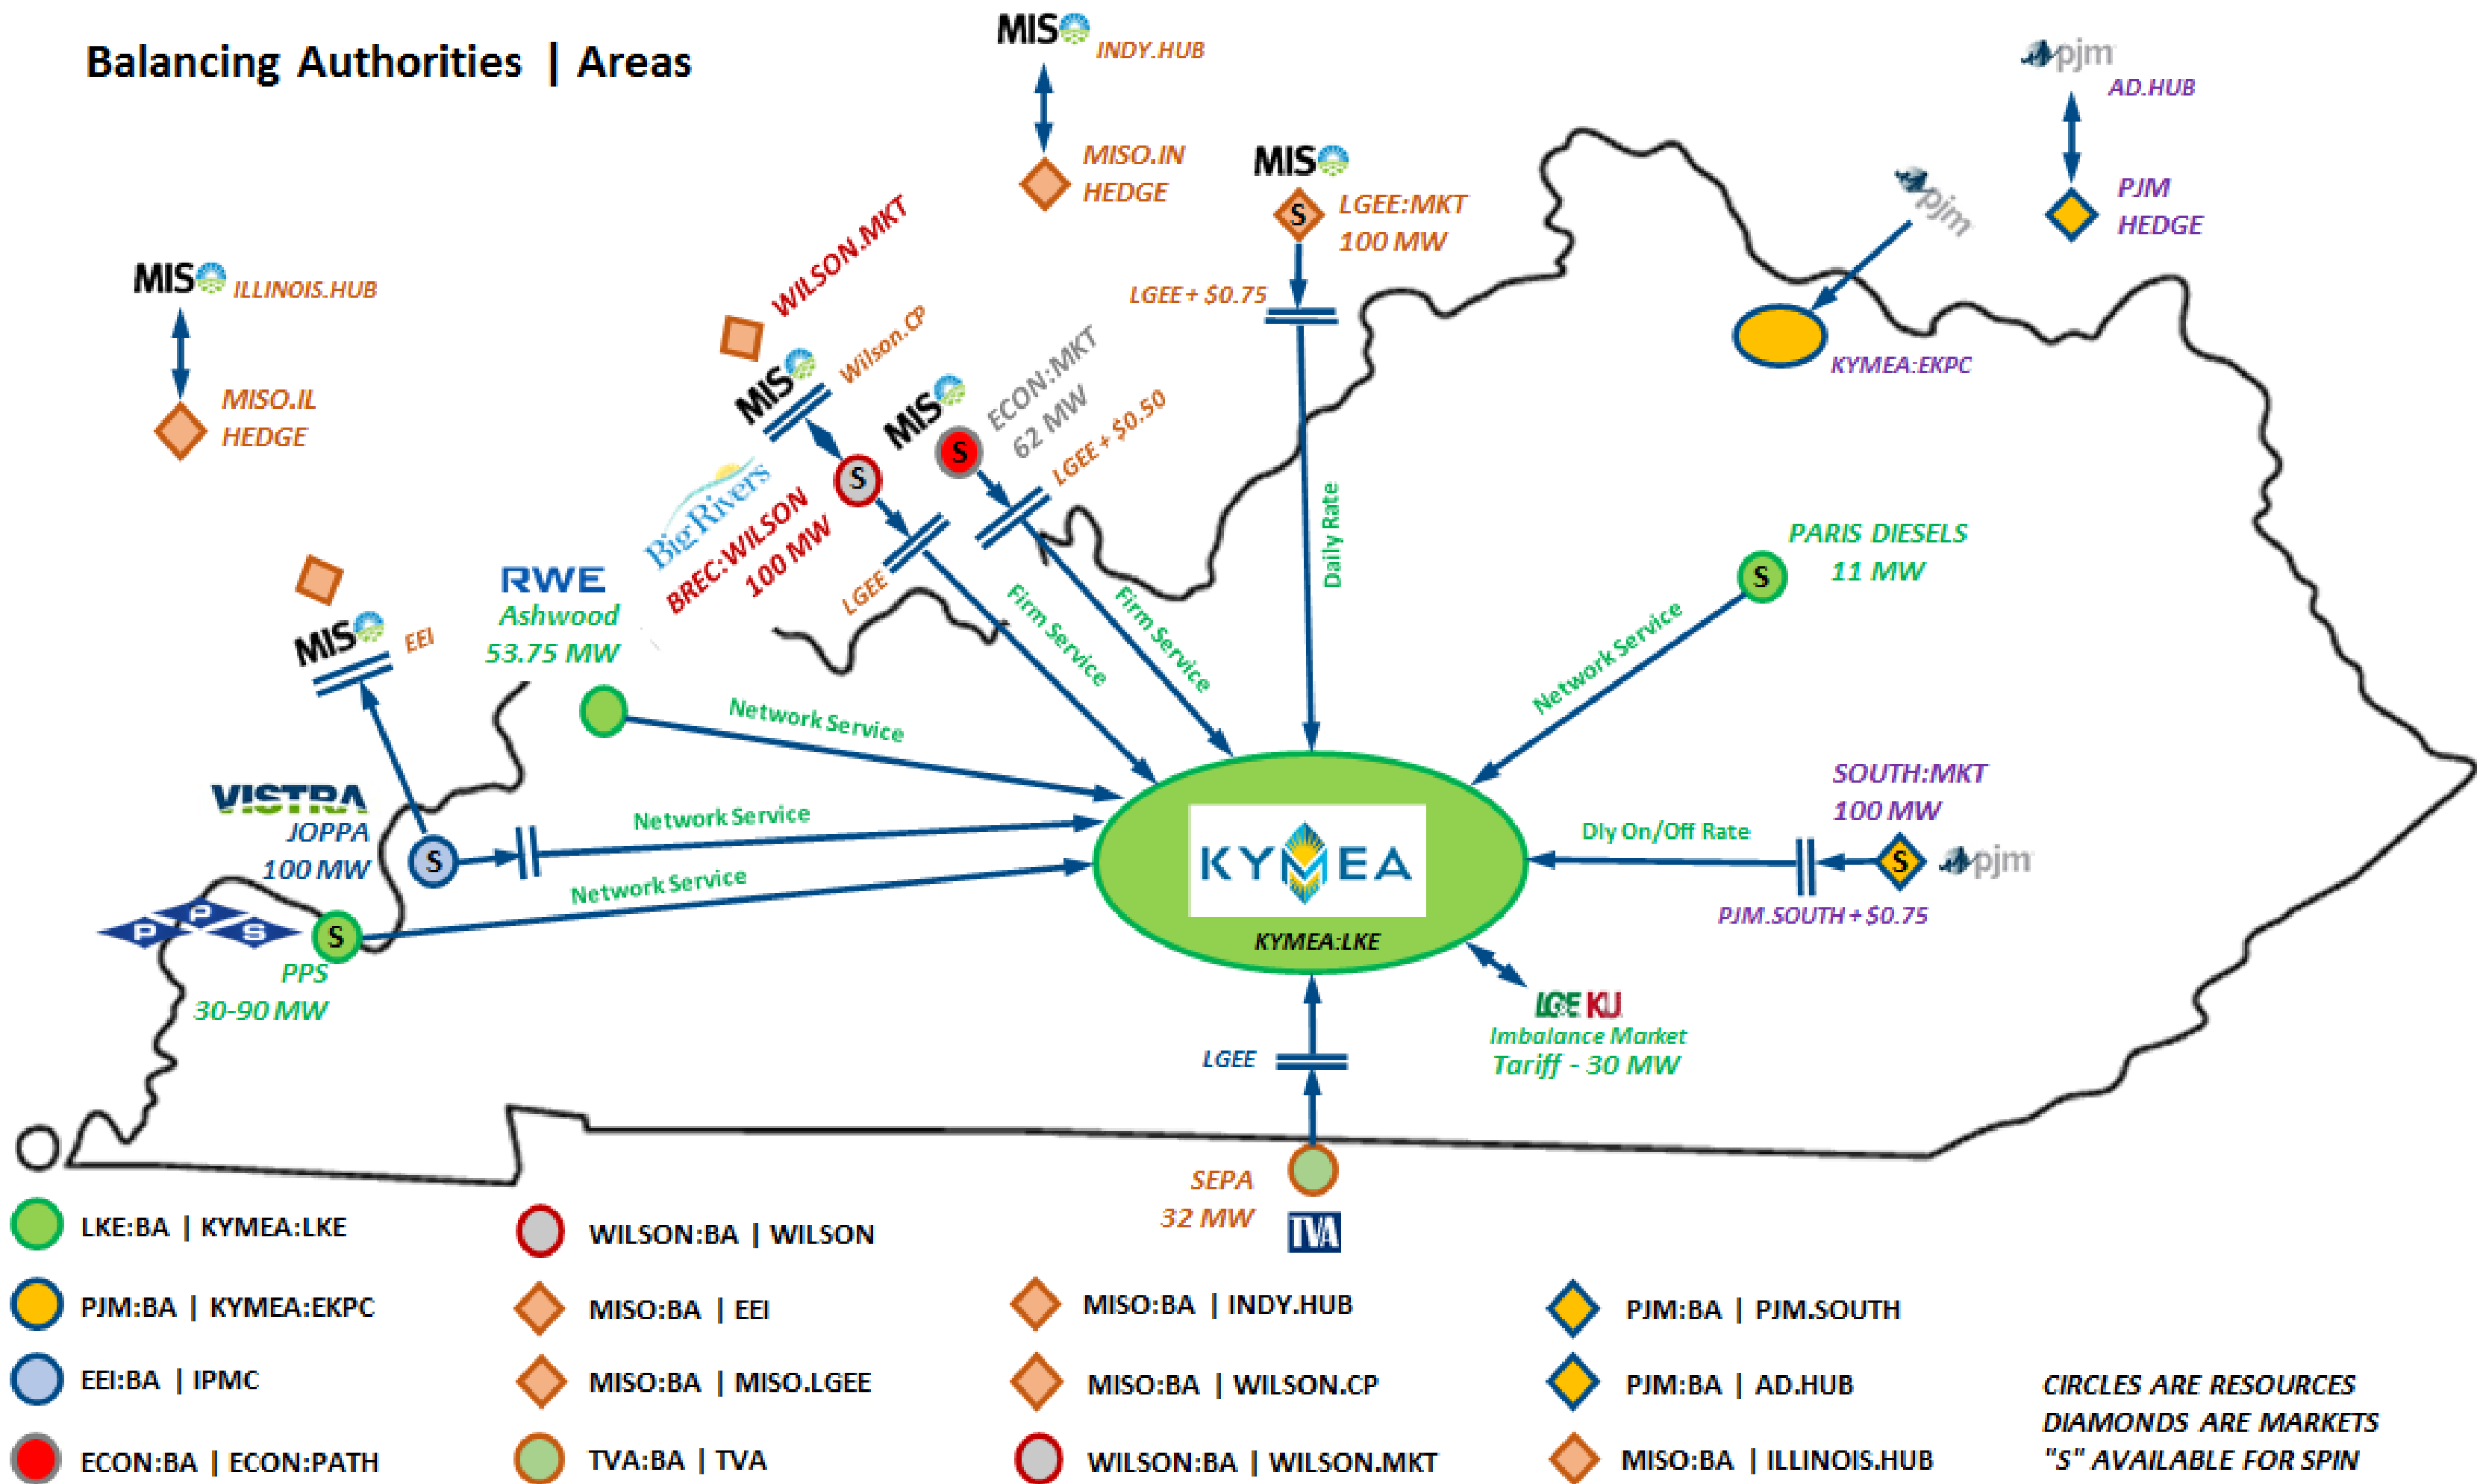 Balancing Authorities | Areas
MISO INDY.HUB
MISO.IN
HEDGE
pjm
AD.HUB
PJM
HEDGE
MISO
S
LGEE:MKT
100 MW
LGEE + $0.75
Daily Rate
pjm
KYMEA:EKPC
MISO ILLINOIS.HUB
MISO.IL
HEDGE
WILSON.MKT
MISO
Wilson.CP
Big Rivers
BREC:WILSON
100 MW
S
LGEE
Firm Service
MISO
S
ECON:MKT
62 MW
LGEE + $0.50
Firm Service
PARIS DIESELS
11 MW
S
Network Service
MISO EEI
RWE
Ashwood
53.75 MW
Network Service
VISTRA
JOPPA
100 MW
S
Network Service
P P S
S
PPS
30-90 MW
Network Service
KYMEA
KYMEA:LKE
SOUTH:MKT
100 MW
Dly On/Off Rate
S
pjm
PJM.SOUTH + $0.75
LG&E KU
Imbalance Market
Tariff - 30 MW
LGEE
SEPA
32 MW
TVA
LKE:BA | KYMEA:LKE
PJM:BA | KYMEA:EKPC
EEI:BA | IPMC
ECON:BA | ECON:PATH
WILSON:BA | WILSON
MISO:BA | EEI
MISO:BA | MISO.LGEE
TVA:BA | TVA
MISO:BA | INDY.HUB
MISO:BA | WILSON.CP
WILSON:BA | WILSON.MKT
PJM:BA | PJM.SOUTH
PJM:BA | AD.HUB
MISO:BA | ILLINOIS.HUB
CIRCLES ARE RESOURCES
DIAMONDS ARE MARKETS
"S" AVAILABLE FOR SPIN